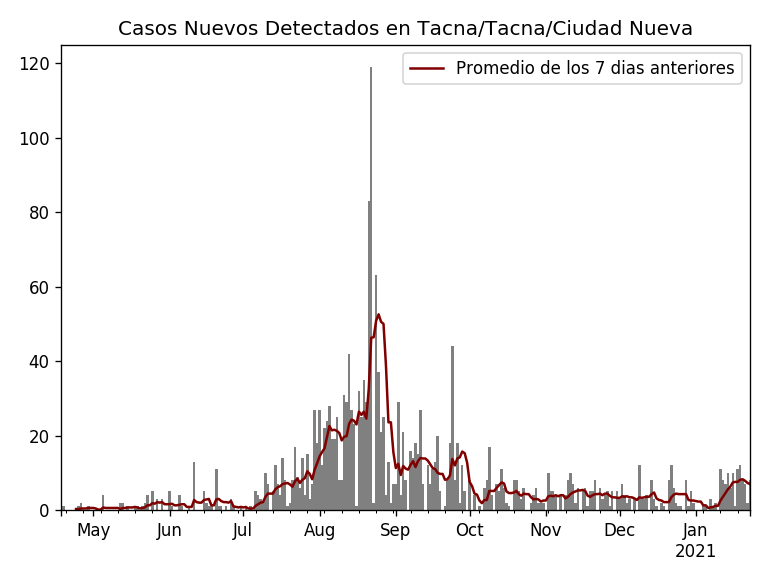 Casos Nuevos Detectados en Tacna/Tacna/Ciudad Nueva
Promedio de los 7 dias anteriores
120
100
80
60
40
20
0
May Jun Jul Aug Sep Oct Nov Dec Jan
2021